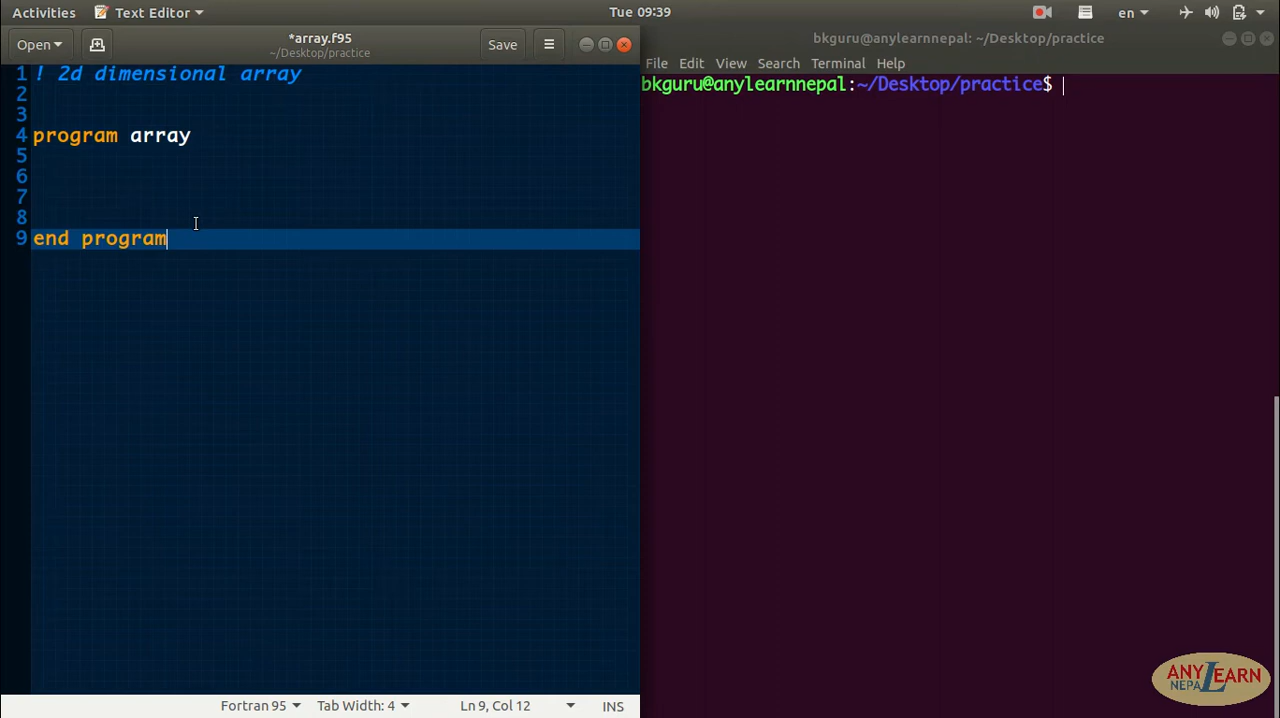 Activities Text Editor Tue 09:39 en
Open *array.f95 ~/Desktop/practice Save
bkguru@anylearnnepal: ~/Desktop/practice
File Edit View Search Terminal Help
1 ! 2d dimensional array
2
3
4 program array
5
6
7
8
9 end program
bkguru@anylearnnepal:~/Desktop/practice$
Fortran 95 Tab Width: 4 Ln 9, Col 12 INS
ANY LEARN
NEPAL